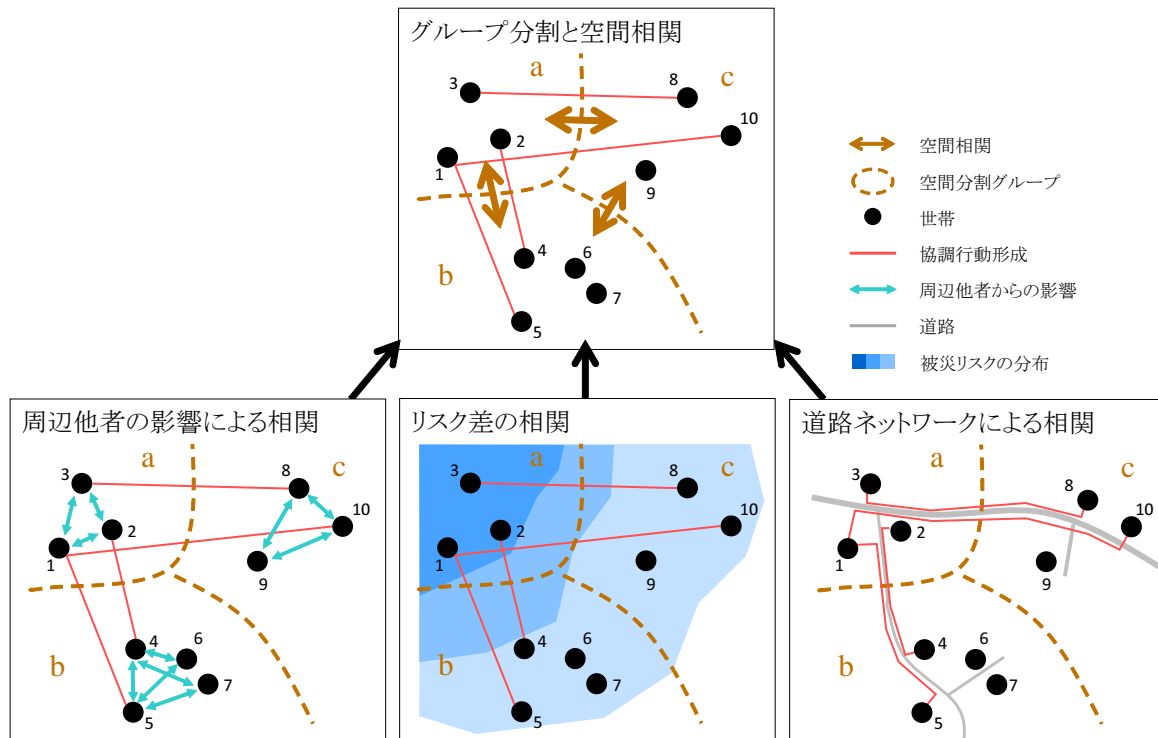 グループ分割と空間相関
a
c
3
8
2
10
1
9
4
6
b
7
5
空間相関
空間分割グループ
世帯
協調行動形成
周辺他者からの影響
道路
被災リスクの分布
周辺他者の影響による相関
a
c
3
8
10
2
1
9
4
6
b
7
5
リスク差の相関
a
c
3
8
10
2
1
9
4
6
b
7
5
道路ネットワークによる相関
a
c
3
8
10
2
1
9
4
6
b
7
5